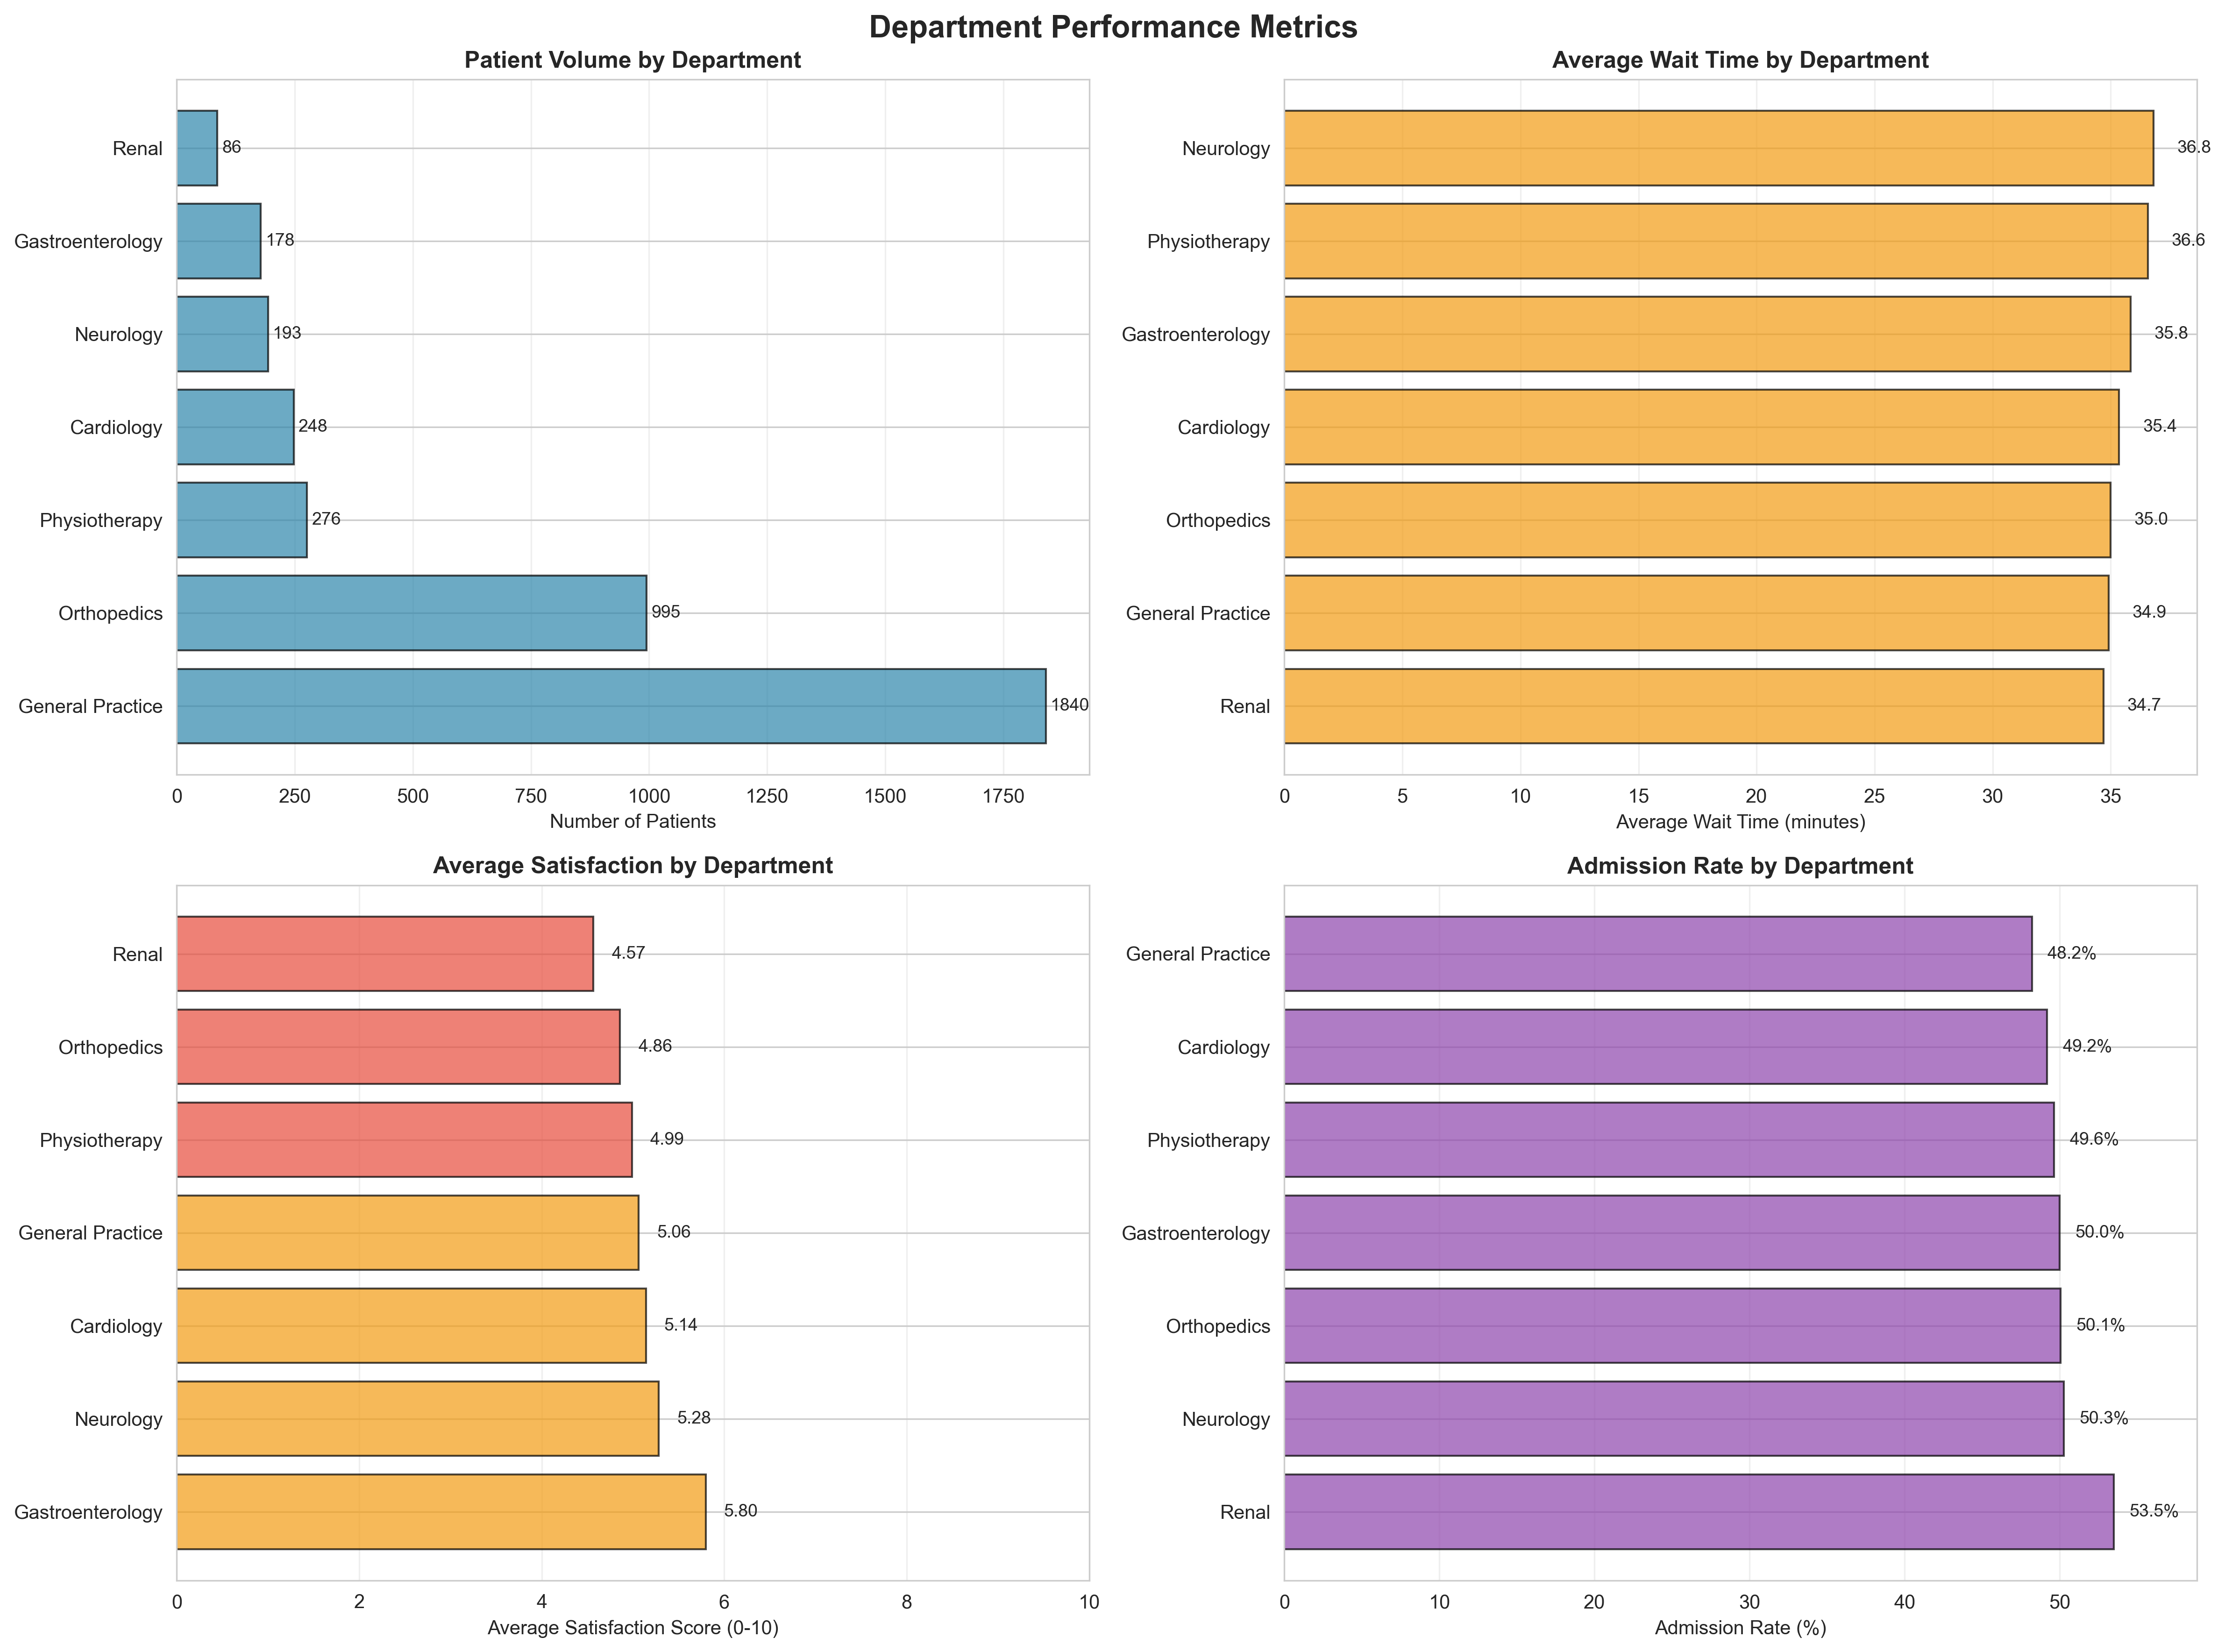 Department Performance Metrics
Patient Volume by Department
Renal
86
Gastroenterology
178
Neurology
193
Cardiology
248
Physiotherapy
276
Orthopedics
995
General Practice
1840
0 250 500 750 1000 1250 1500 1750
Number of Patients
Average Wait Time by Department
Neurology
36.8
Physiotherapy
36.6
Gastroenterology
35.8
Cardiology
35.4
Orthopedics
35.0
General Practice
34.9
Renal
34.7
0 5 10 15 20 25 30 35
Average Wait Time (minutes)
Average Satisfaction by Department
Renal
4.57
Orthopedics
4.86
Physiotherapy
4.99
General Practice
5.06
Cardiology
5.14
Neurology
5.28
Gastroenterology
5.80
0 2 4 6 8 10
Average Satisfaction Score (0-10)
Admission Rate by Department
General Practice
48.2%
Cardiology
49.2%
Physiotherapy
49.6%
Gastroenterology
50.0%
Orthopedics
50.1%
Neurology
50.3%
Renal
53.5%
0 10 20 30 40 50
Admission Rate (%)